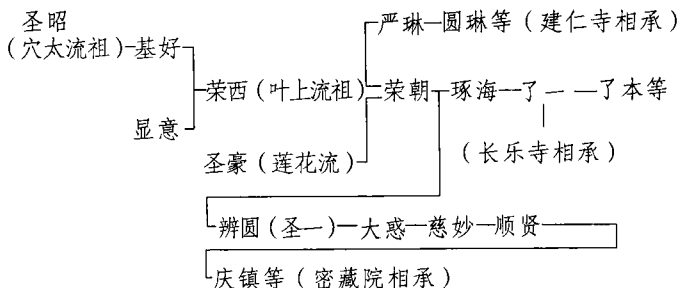 圣昭
严琳—圆琳等（建仁寺相承）
（穴太流祖）基好
荣西（叶上流祖） 荣朝 琢海 了一 —了本等
显意
圣豪（莲花流） （长乐寺相承）
辨圆（圣一）—大惑—慈妙—顺贤
庆镇等（密藏院相承）